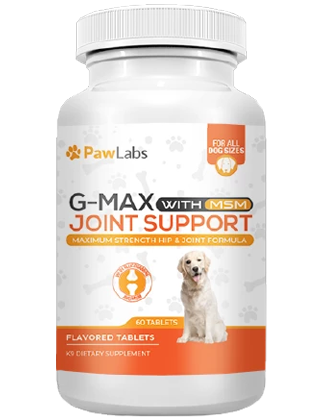 PawLabs
FOR ALL
DOG SIZES
G-MAX WITH MSM
JOINT SUPPORT
MAXIMUM STRENGTH HIP & JOINT FORMULA
60 TABLETS
FLAVORED TABLETS
K9 DIETARY SUPPLEMENT